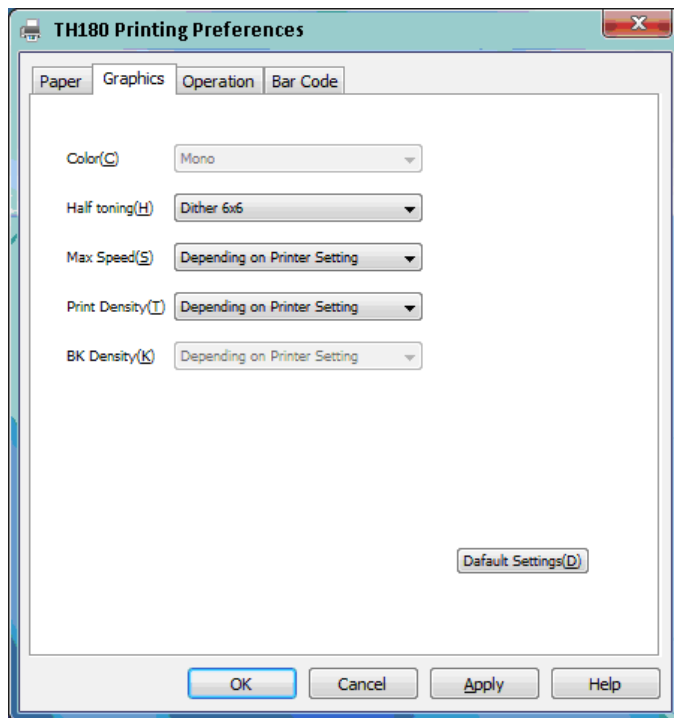 TH180 Printing Preferences
Paper Graphics Operation Bar Code
Color(C) Mono
Half toning(H) Dither 6x6
Max Speed(S) Depending on Printer Setting
Print Density(T) Depending on Printer Setting
BK Density(K) Depending on Printer Setting
Dafault Settings(D)
OK Cancel Apply Help